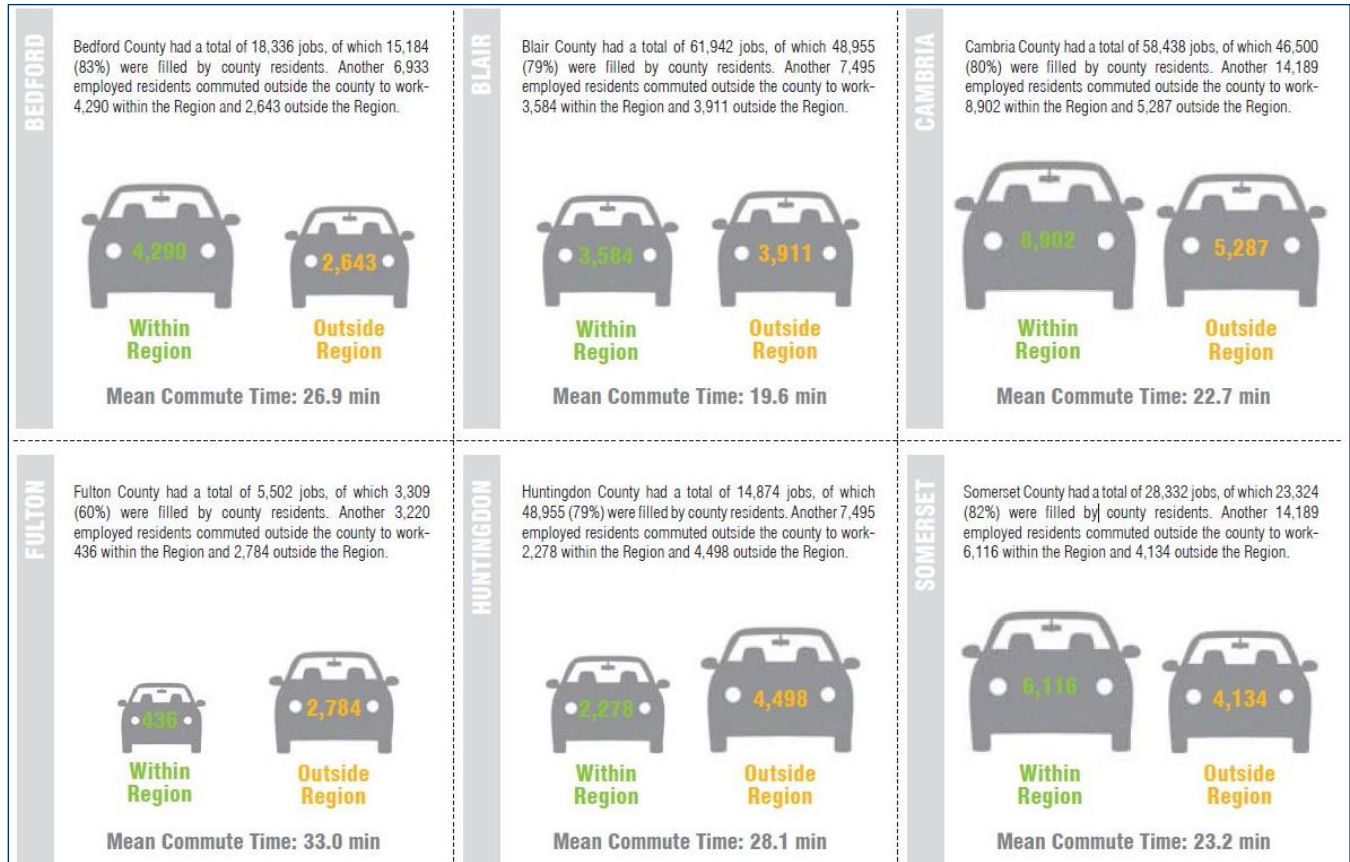 BEDFORD
Bedford County had a total of 18,336 jobs, of which 15,184
(83%) were filled by county residents. Another 6,933
employed residents commuted outside the county to work-
4,290 within the Region and 2,643 outside the Region.
4,290
2,643
Within
Region
Outside
Region
Mean Commute Time: 26.9 min
BLAIR
Blair County had a total of 61,942 jobs, of which 48,955
(79%) were filled by county residents. Another 7,495
employed residents commuted outside the county to work-
3,584 within the Region and 3,911 outside the Region.
3,584
3,911
Within
Region
Outside
Region
Mean Commute Time: 19.6 min
CAMBRIA
Cambria County had a total of 58,438 jobs, of which 46,500
(80%) were filled by county residents. Another 14,189
employed residents commuted outside the county to work-
8,902 within the Region and 5,287 outside the Region.
8,902
5,287
Within
Region
Outside
Region
Mean Commute Time: 22.7 min
FULTON
Fulton County had a total of 5,502 jobs, of which 3,309
(60%) were filled by county residents. Another 3,220
employed residents commuted outside the county to work-
436 within the Region and 2,784 outside the Region.
436
2,784
Within
Region
Outside
Region
Mean Commute Time: 33.0 min
HUNTINGDON
Huntingdon County had a total of 14,874 jobs, of which
48,955 (79%) were filled by county residents. Another 7,495
employed residents commuted outside the county to work-
2,278 within the Region and 4,498 outside the Region.
2,278
4,498
Within
Region
Outside
Region
Mean Commute Time: 28.1 min
SOMERSET
Somerset County had a total of 28,332 jobs, of which 23,324
(82%) were filled by county residents. Another 14,189
employed residents commuted outside the county to work-
6,116 within the Region and 4,134 outside the Region.
6,116
4,134
Within
Region
Outside
Region
Mean Commute Time: 23.2 min